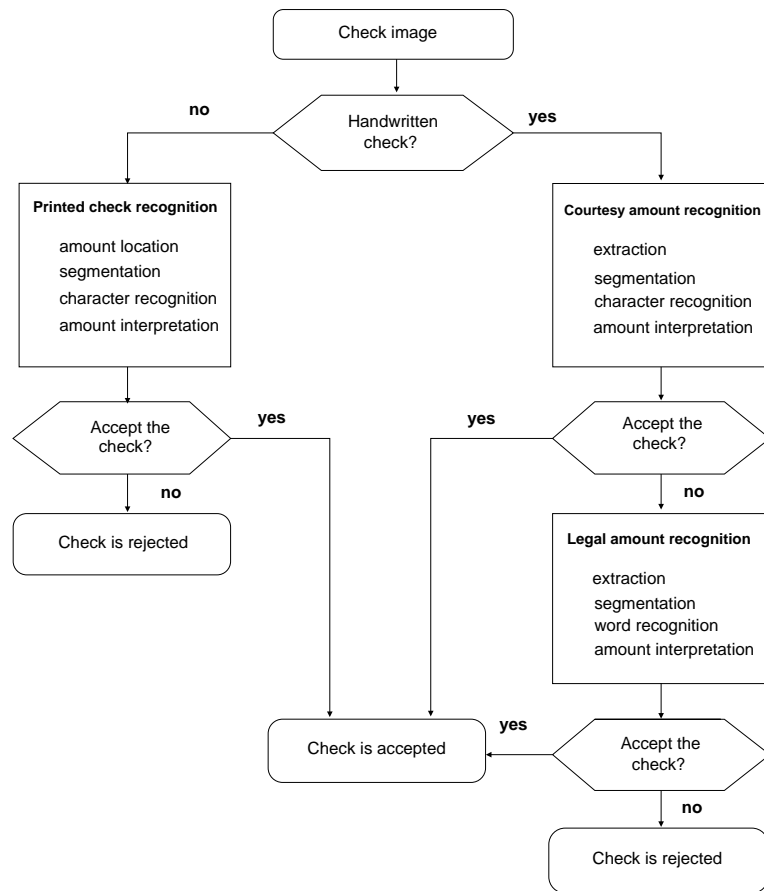 Check image
Handwritten
check?
no
yes
Printed check recognition
amount location
segmentation
character recognition
amount interpretation
Courtesy amount recognition
extraction
segmentation
character recognition
amount interpretation
Accept the
check?
yes
no
Check is rejected
yes
Accept the
check?
no
Legal amount recognition
extraction
segmentation
word recognition
amount interpretation
Check is accepted
yes
Accept the
check?
no
Check is rejected